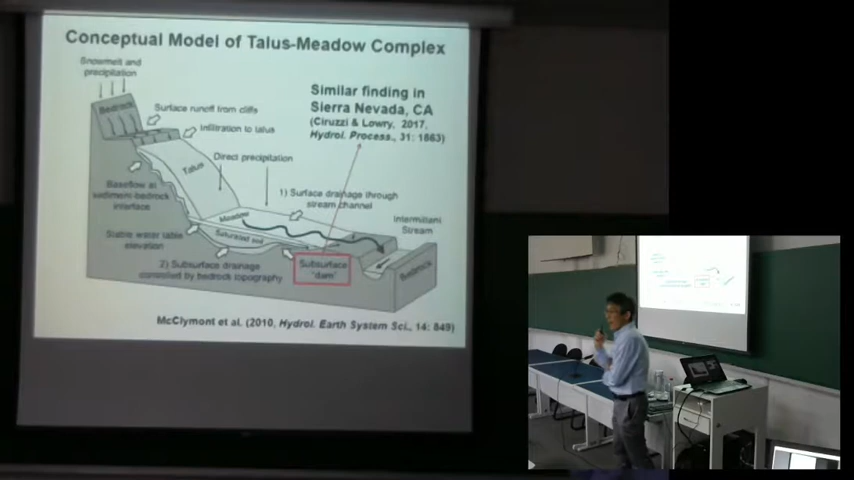 Conceptual Model of Talus-Meadow Complex
Snowmelt and
precipitation
Bedrock
Surface runoff from cliffs
Infiltration to talus
Similar finding in
Sierra Nevada, CA
(Ciruzzi & Lowry, 2017,
Hydrol. Process., 31: 1863)
Direct precipitation
Talus
Baseflow at
sediment-bedrock
interface
1) Surface drainage through
stream channel
Meadow
Intermittent
Stream
Stable water table
elevation
Saturated soil
2) Subsurface drainage
controlled by bedrock topography
Subsurface
"dam"
Bedrock
McClymont et al. (2010, Hydrol. Earth System Sci., 14: 849)